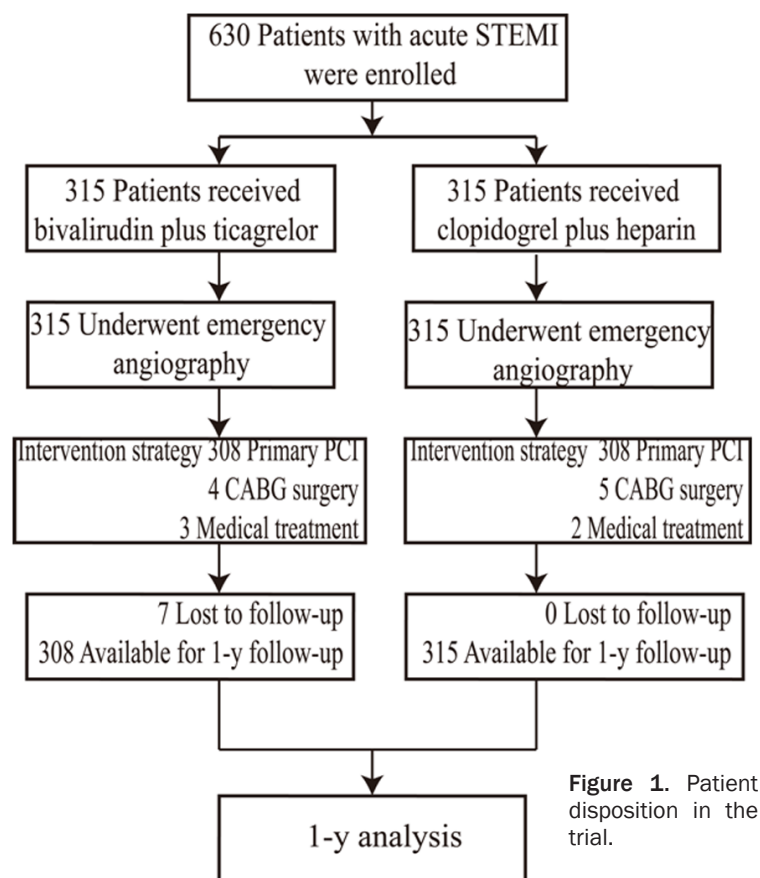 630 Patients with acute STEMI
were enrolled
315 Patients received
bivalirudin plus ticagrelor
315 Patients received
clopidogrel plus heparin
315 Underwent emergency
angiography
315 Underwent emergency
angiography
Intervention strategy 308 Primary PCI
4 CABG surgery
3 Medical treatment
Intervention strategy 308 Primary PCI
5 CABG surgery
2 Medical treatment
7 Lost to follow-up
308 Available for 1-y follow-up
0 Lost to follow-up
315 Available for 1-y follow-up
1-y analysis
Figure 1. Patient
disposition in the
trial.